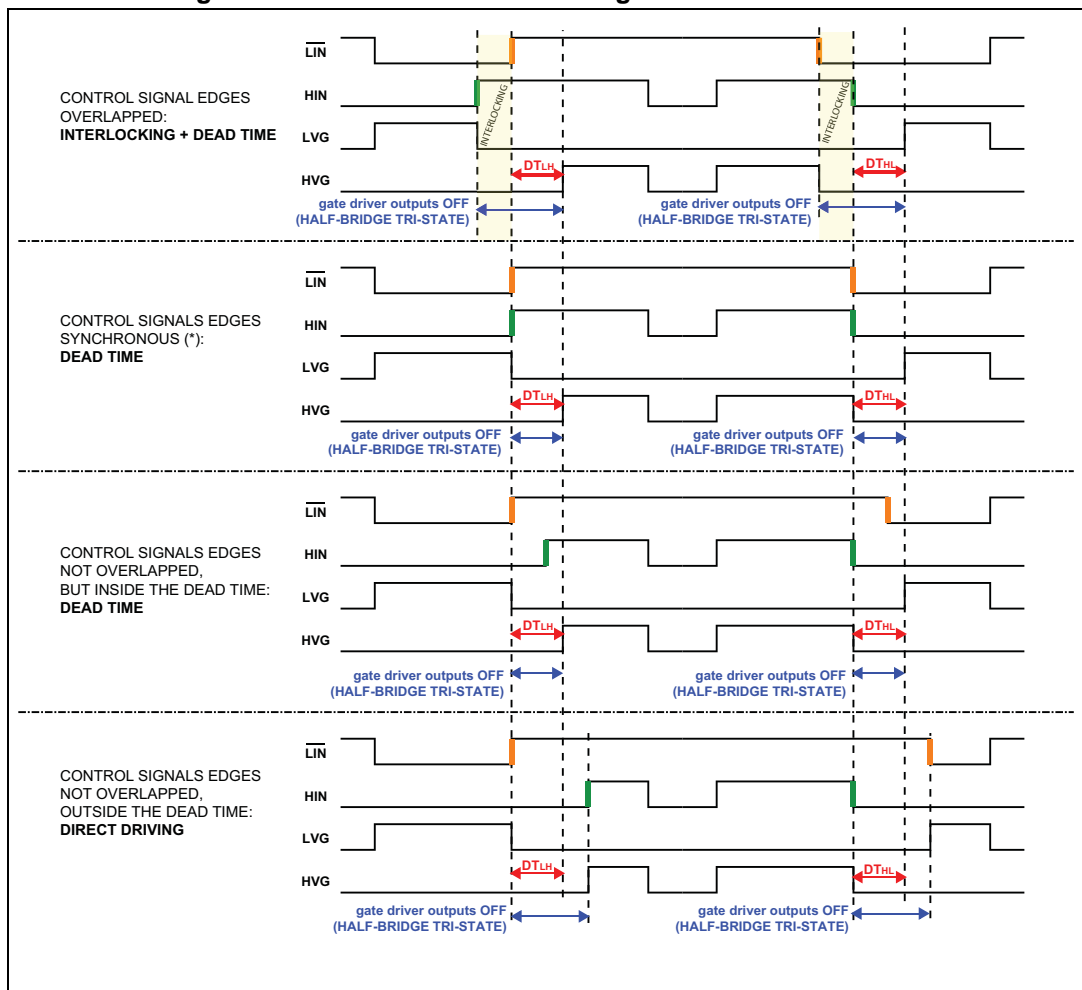 LIN
HIN
LVG
HVG
CONTROL SIGNAL EDGES
OVERLAPPED:
INTERLOCKING + DEAD TIME
INTERLOCKING
INTERLOCKING
DTLH
DTHL
gate driver outputs OFF
(HALF-BRIDGE TRI-STATE)
gate driver outputs OFF
(HALF-BRIDGE TRI-STATE)
LIN
HIN
LVG
HVG
CONTROL SIGNALS EDGES
SYNCHRONOUS (*):
DEAD TIME
DTLH
DTHL
gate driver outputs OFF
(HALF-BRIDGE TRI-STATE)
gate driver outputs OFF
(HALF-BRIDGE TRI-STATE)
LIN
HIN
LVG
HVG
CONTROL SIGNALS EDGES
NOT OVERLAPPED,
BUT INSIDE THE DEAD TIME:
DEAD TIME
DTLH
DTHL
gate driver outputs OFF
(HALF-BRIDGE TRI-STATE)
gate driver outputs OFF
(HALF-BRIDGE TRI-STATE)
LIN
HIN
LVG
HVG
CONTROL SIGNALS EDGES
NOT OVERLAPPED,
OUTSIDE THE DEAD TIME:
DIRECT DRIVING
DTLH
DTHL
gate driver outputs OFF
(HALF-BRIDGE TRI-STATE)
gate driver outputs OFF
(HALF-BRIDGE TRI-STATE)